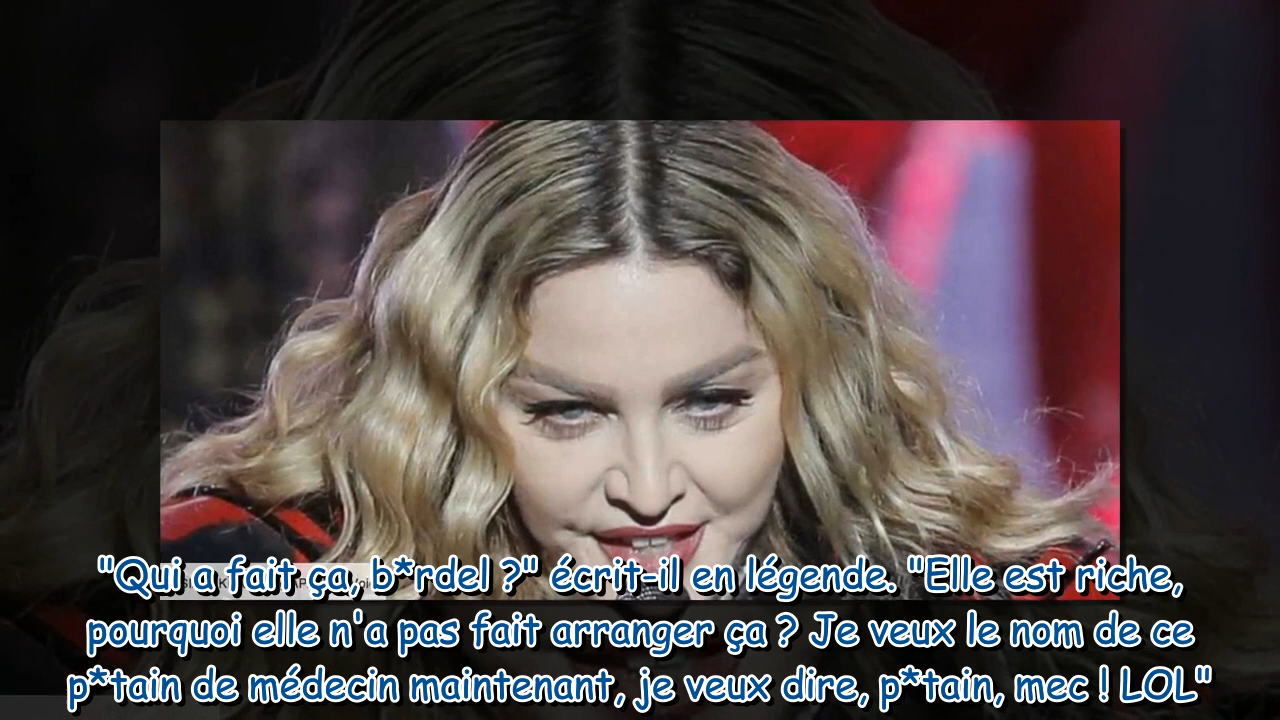 "Qui a fait ça, b*rdel ?" écrit-il en légende. "Elle est riche,
pourquoi elle n'a pas fait arranger ça ? Je veux le nom de ce
p*tain de médecin maintenant, je veux dire, p*tain, mec ! LOL"